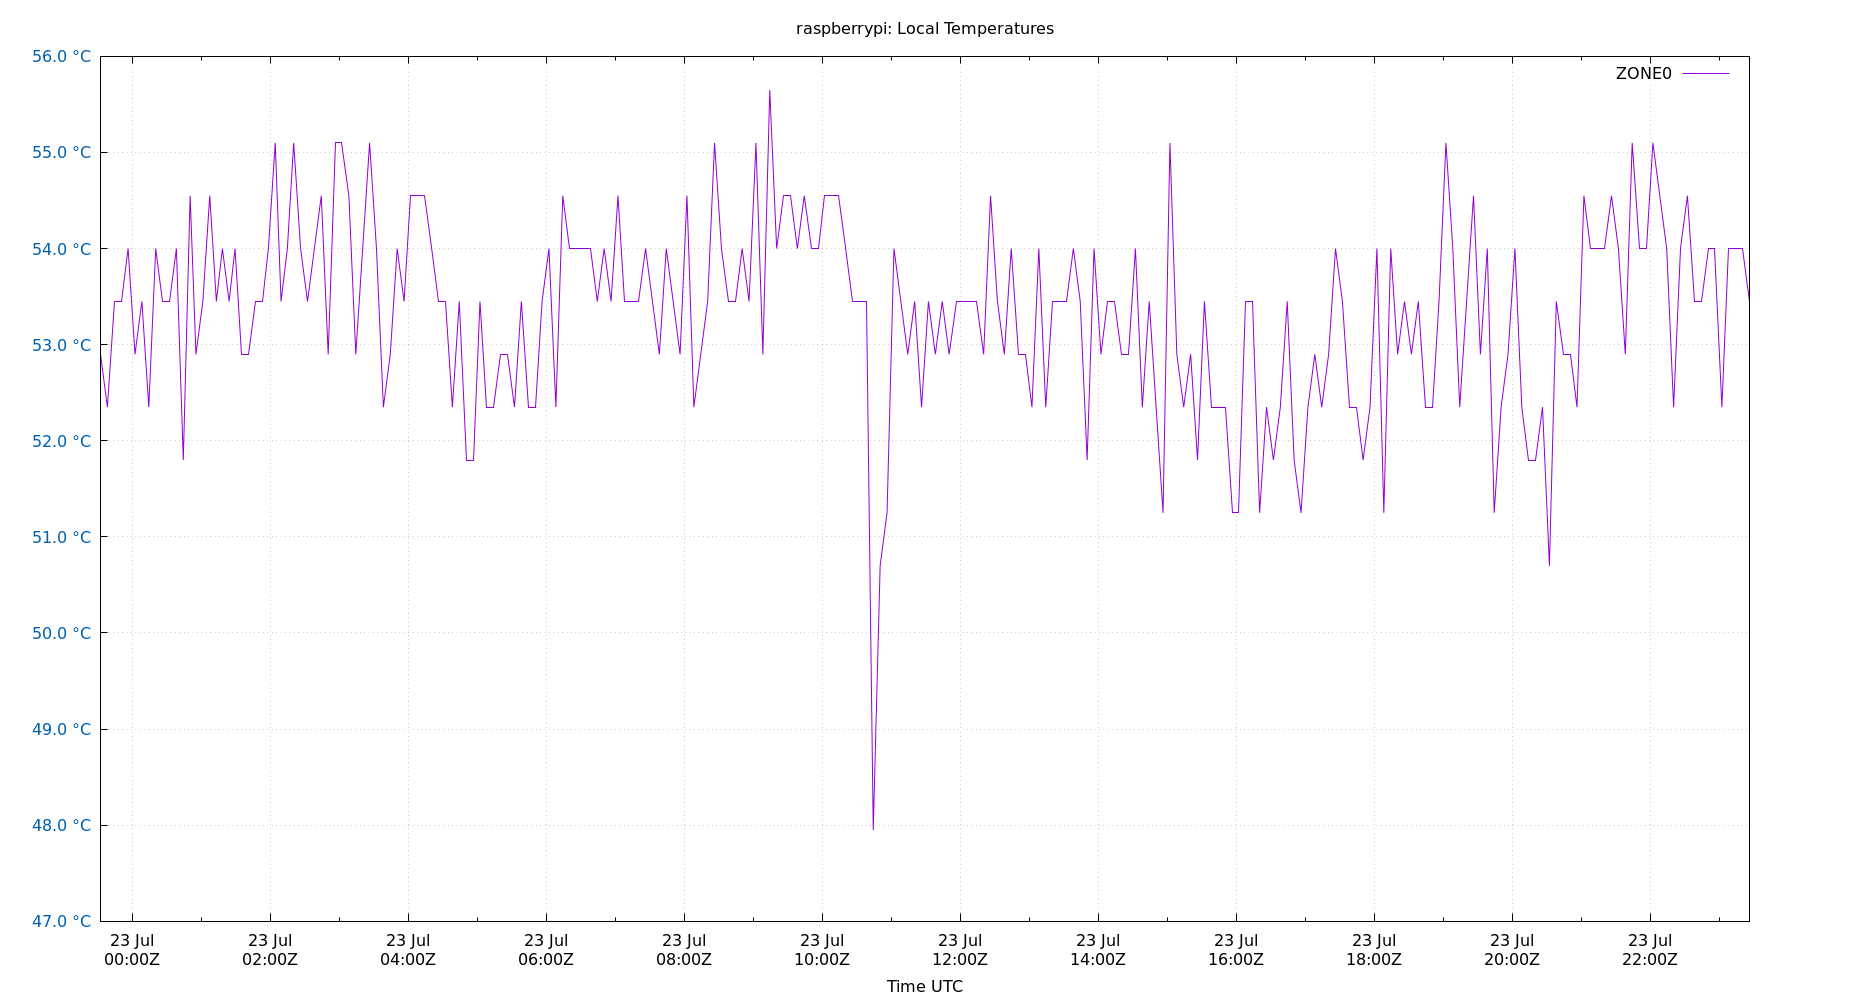 raspberrypi: Local Temperatures
56.0 °C
ZONE0
55.0 °C
54.0 °C
53.0 °C
52.0 °C
51.0 °C
50.0 °C
49.0 °C
48.0 °C
47.0 °C
23 Jul 23 Jul 23 Jul 23 Jul 23 Jul 23 Jul 23 Jul 23 Jul 23 Jul 23 Jul 23 Jul 23 Jul
00:00Z 02:00Z 04:00Z 06:00Z 08:00Z 10:00Z 12:00Z 14:00Z 16:00Z 18:00Z 20:00Z 22:00Z
Time UTC